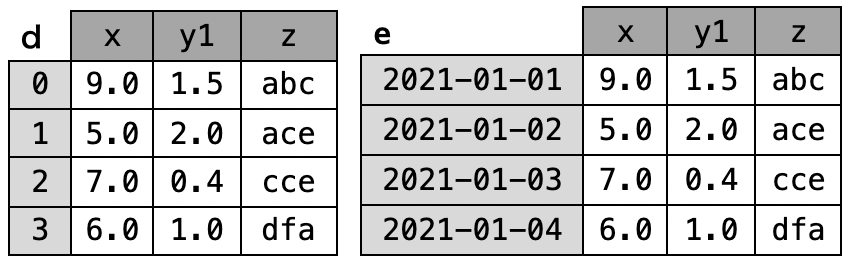 d x y1 z
0 9.0 1.5 abc
1 5.0 2.0 ace
2 7.0 0.4 cce
3 6.0 1.0 dfa
e x y1 z
2021-01-01 9.0 1.5 abc
2021-01-02 5.0 2.0 ace
2021-01-03 7.0 0.4 cce
2021-01-04 6.0 1.0 dfa